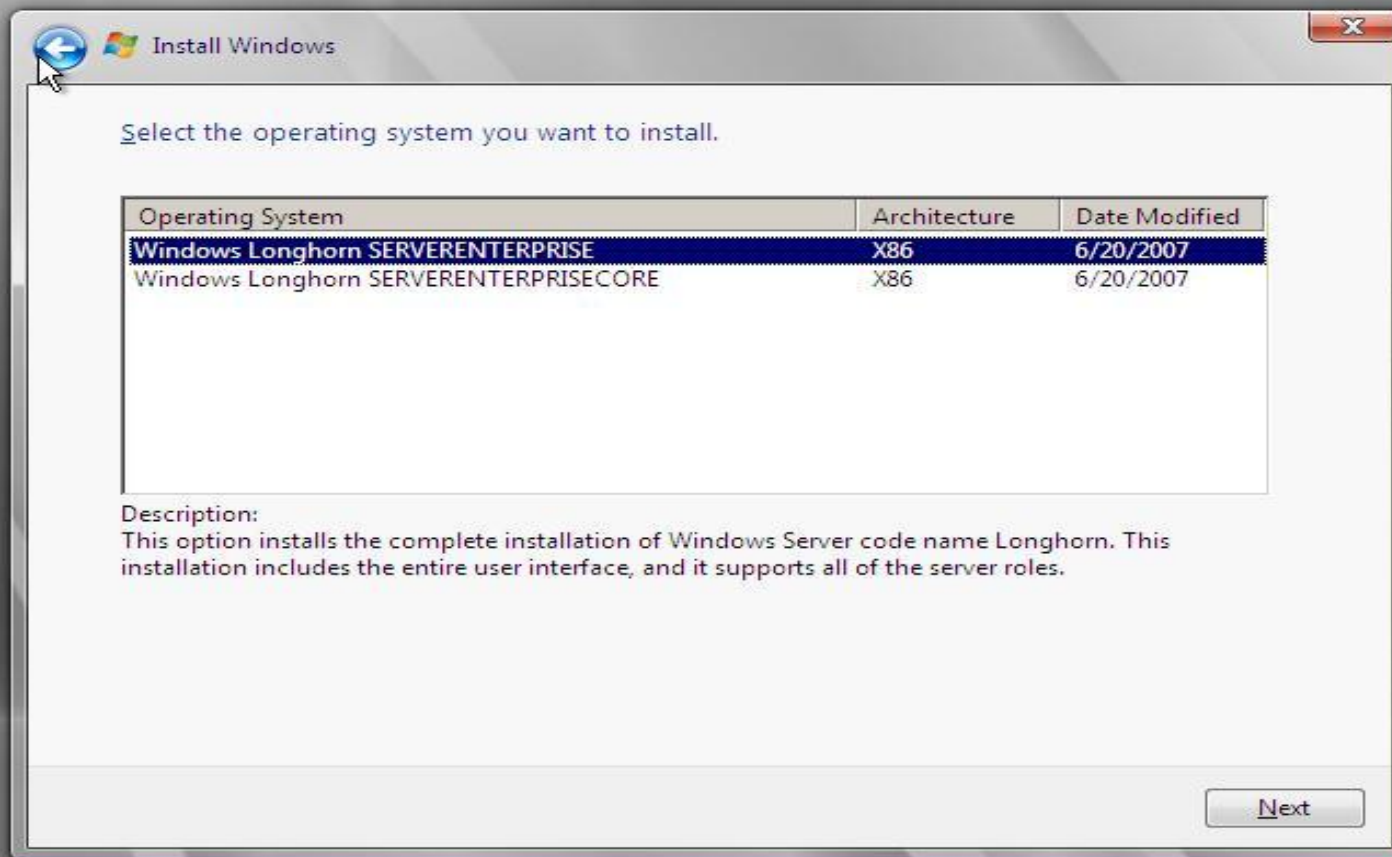 Install Windows
Select the operating system you want to install.
Operating System Architecture Date Modified
Windows Longhorn SERVERENTERPRISE X86 6/20/2007
Windows Longhorn SERVERENTERPRISECORE X86 6/20/2007
Description:
This option installs the complete installation of Windows Server code name Longhorn. This
installation includes the entire user interface, and it supports all of the server roles.
Next